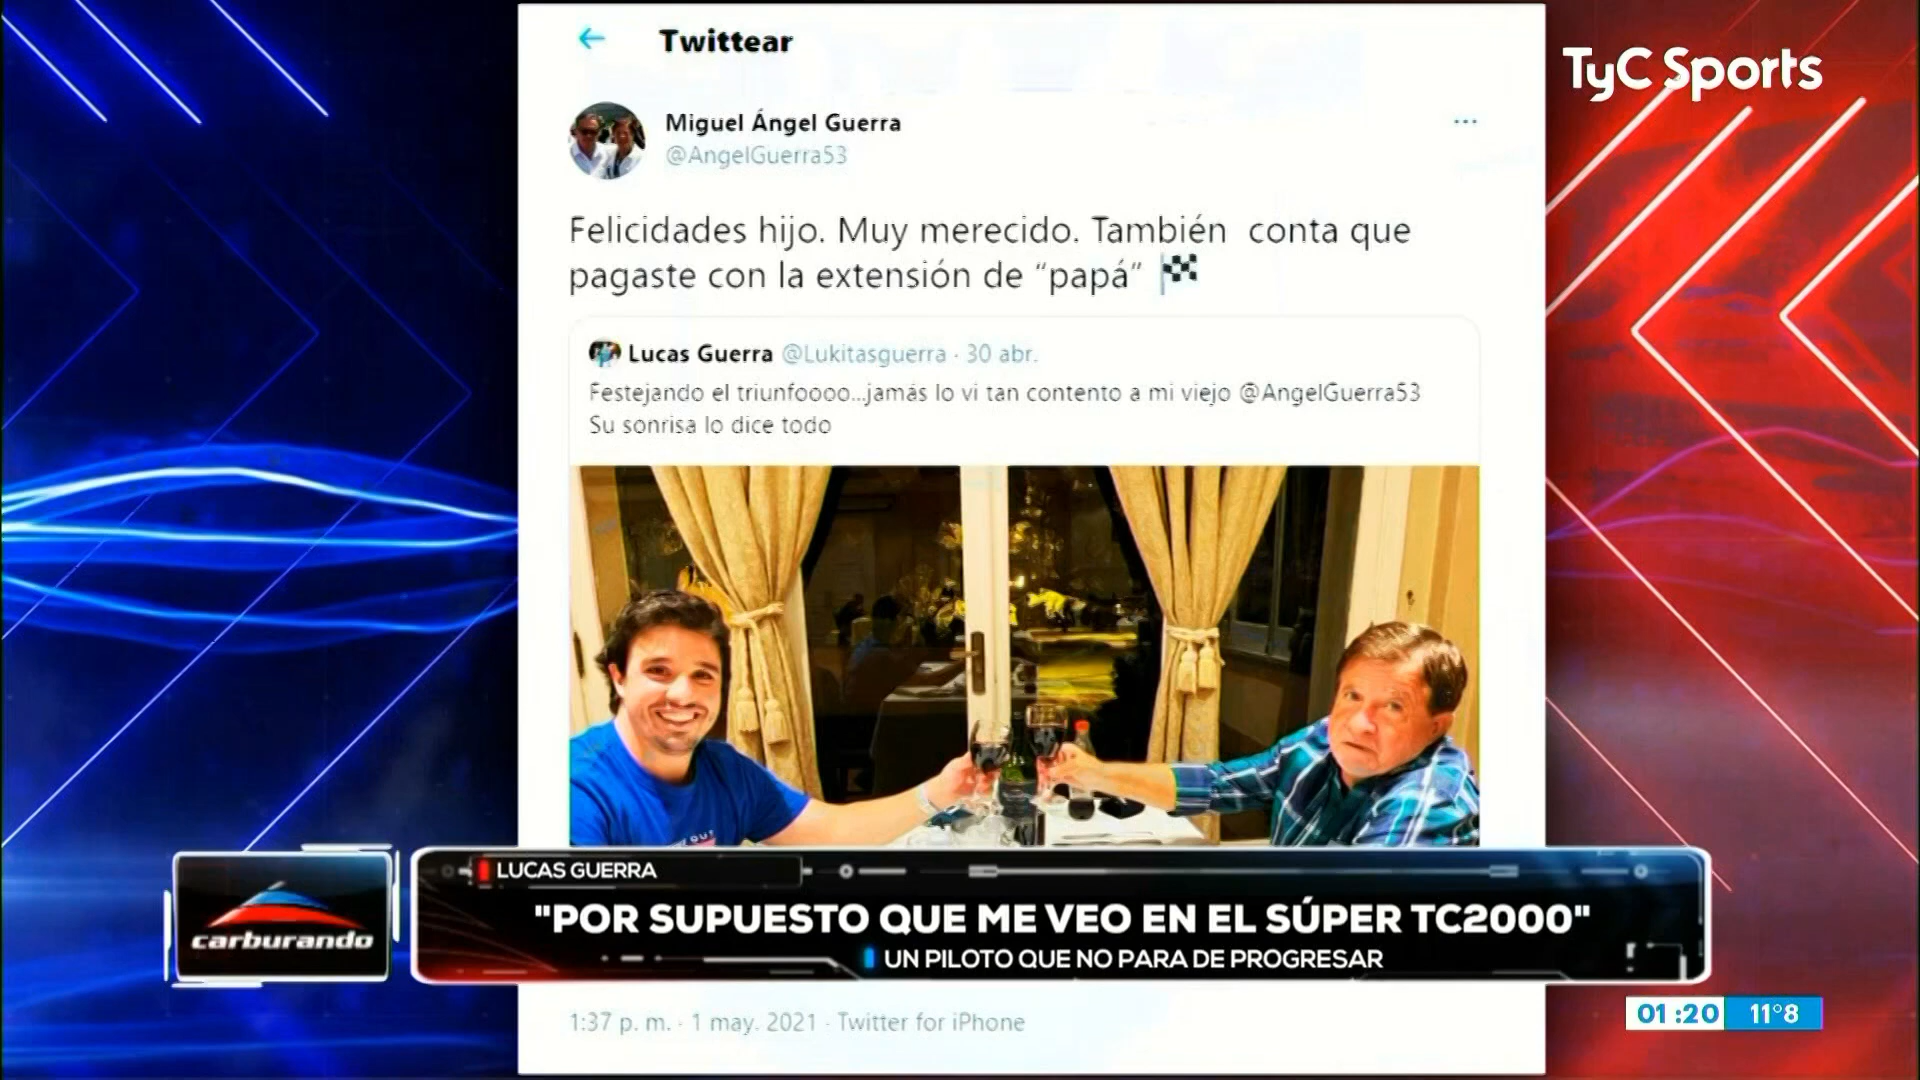 Twittear
TyC Sports
Miguel Ángel Guerra
@AngelGuerra53
Felicidades hijo. Muy merecido. También conta que
pagaste con la extensión de “papá”
Lucas Guerra @Lukitasguerra · 30 abr.
Festejando el triunfoooo...jamás lo vi tan contento a mi viejo @AngelGuerra53
Su sonrisa lo dice todo
LUCAS GUERRA
"POR SUPUESTO QUE ME VEO EN EL SÚPER TC2000"
carburando
UN PILOTO QUE NO PARA DE PROGRESAR
1:37 p. m. · 1 may. 2021 · Twitter for iPhone
01:20 11°8